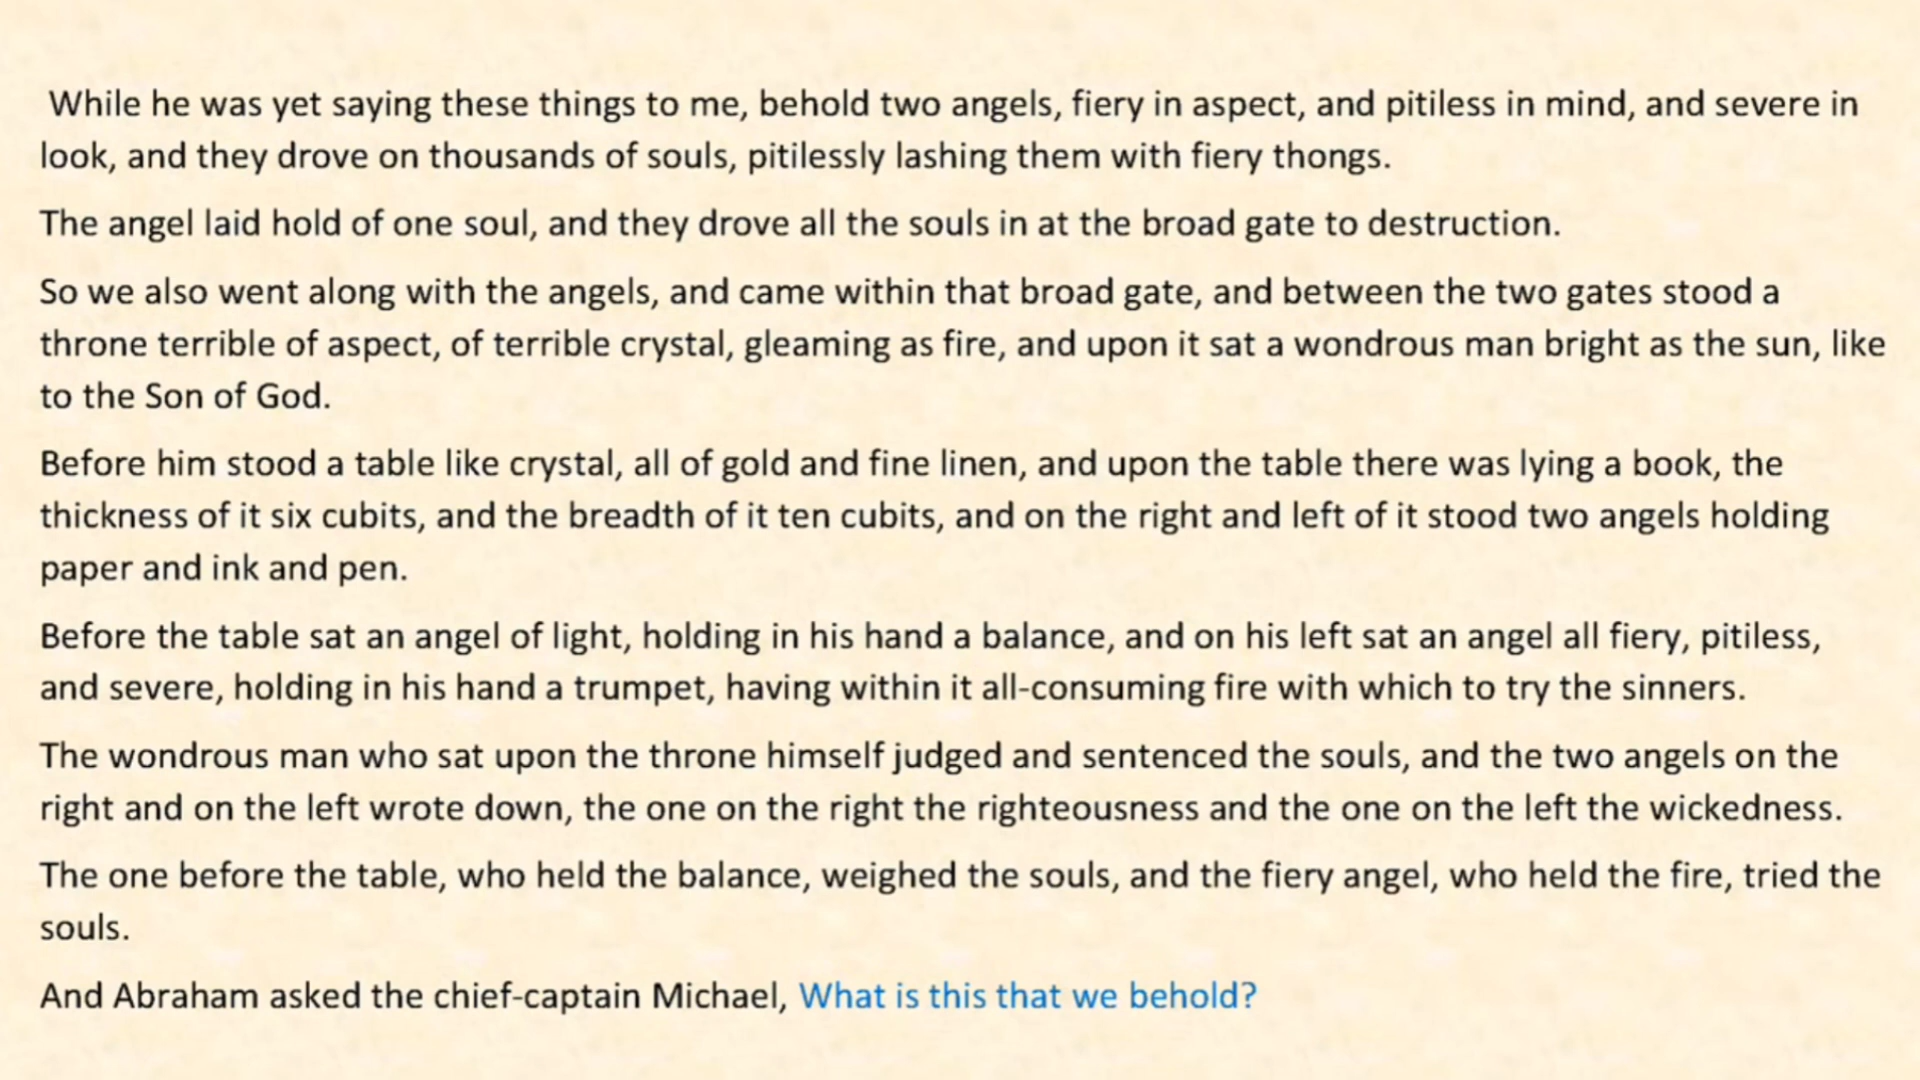 While he was yet saying these things to me, behold two angels, fiery in aspect, and pitiless in mind, and severe in
look, and they drove on thousands of souls, pitilessly lashing them with fiery thongs.
The angel laid hold of one soul, and they drove all the souls in at the broad gate to destruction.
So we also went along with the angels, and came within that broad gate, and between the two gates stood a
throne terrible of aspect, of terrible crystal, gleaming as fire, and upon it sat a wondrous man bright as the sun, like
to the Son of God.
Before him stood a table like crystal, all of gold and fine linen, and upon the table there was lying a book, the
thickness of it six cubits, and the breadth of it ten cubits, and on the right and left of it stood two angels holding
paper and ink and pen.
Before the table sat an angel of light, holding in his hand a balance, and on his left sat an angel all fiery, pitiless,
and severe, holding in his hand a trumpet, having within it all-consuming fire with which to try the sinners.
The wondrous man who sat upon the throne himself judged and sentenced the souls, and the two angels on the
right and on the left wrote down, the one on the right the righteousness and the one on the left the wickedness.
The one before the table, who held the balance, weighed the souls, and the fiery angel, who held the fire, tried the
souls.
And Abraham asked the chief-captain Michael, What is this that we behold?